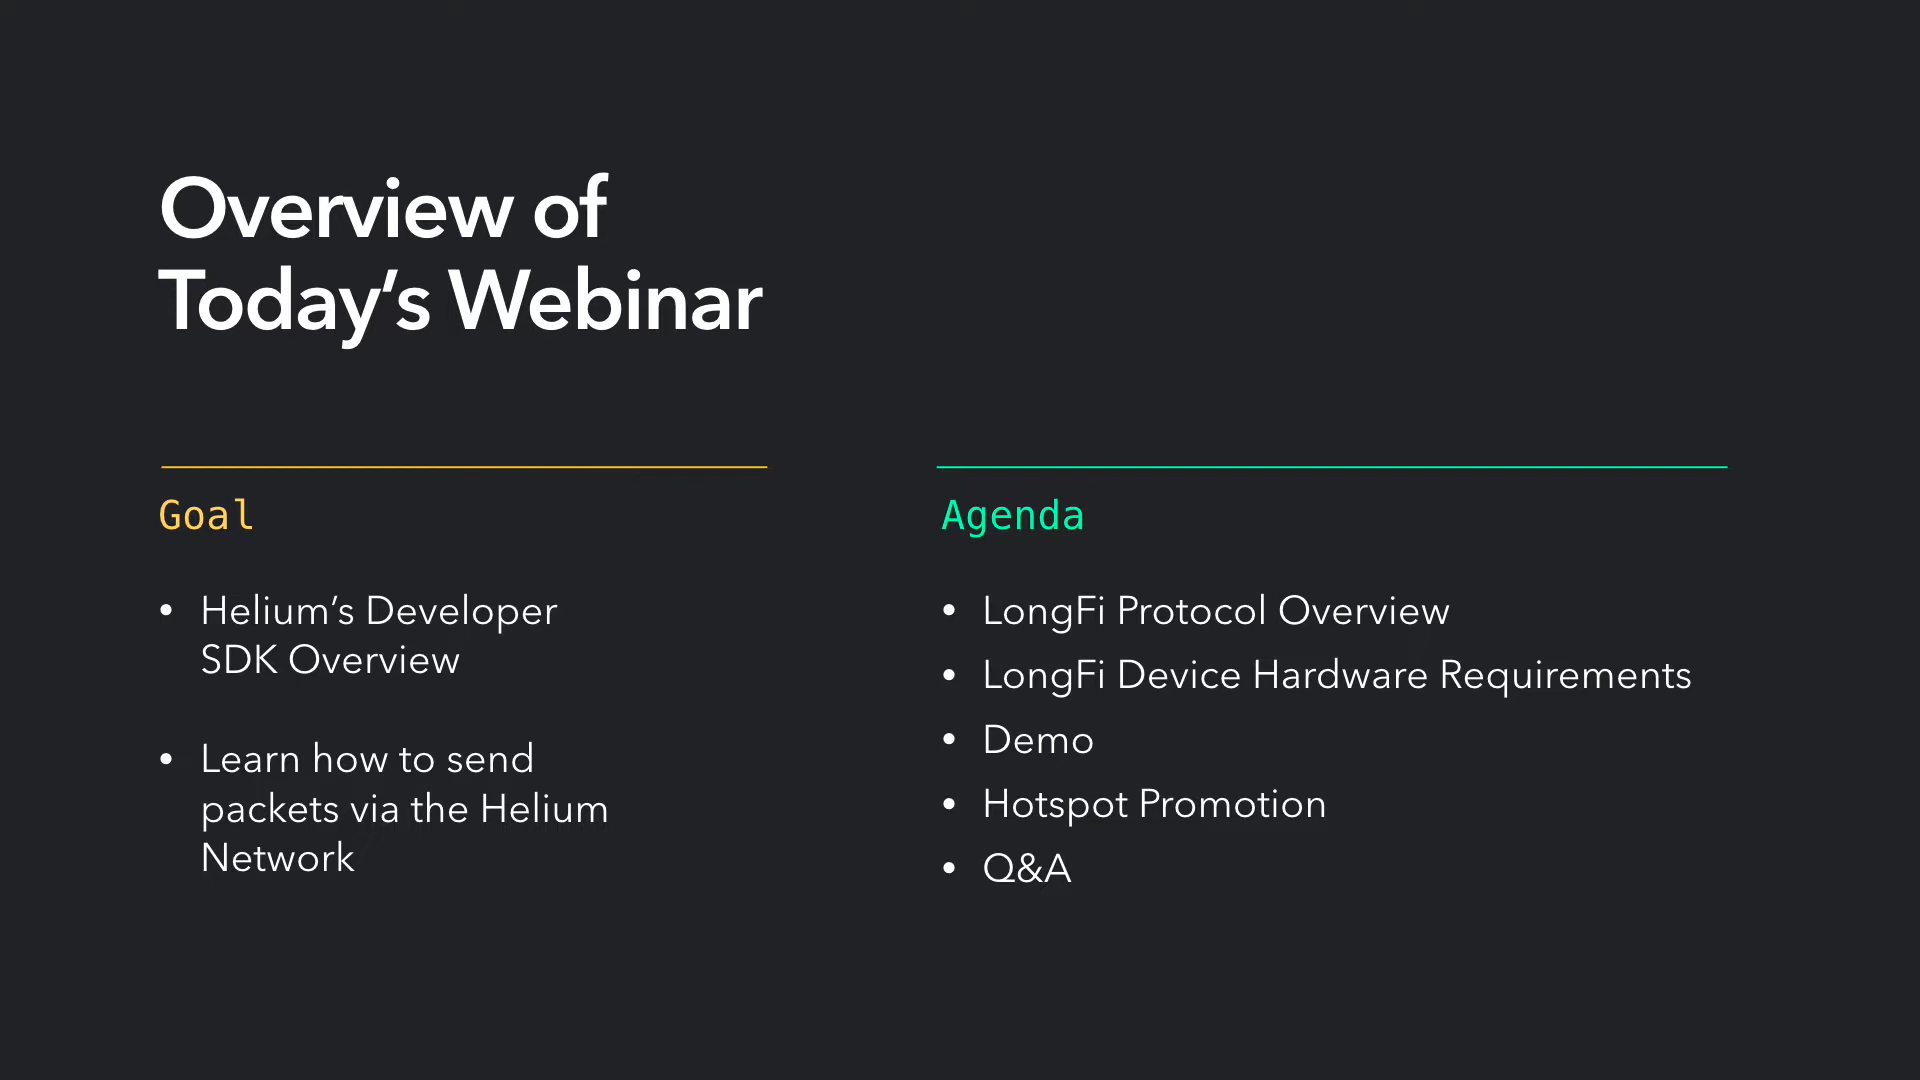 Overview of
Today’s Webinar
Goal
• Helium’s Developer
SDK Overview
• Learn how to send
packets via the Helium
Network
Agenda
• LongFi Protocol Overview
• LongFi Device Hardware Requirements
• Demo
• Hotspot Promotion
• Q&A